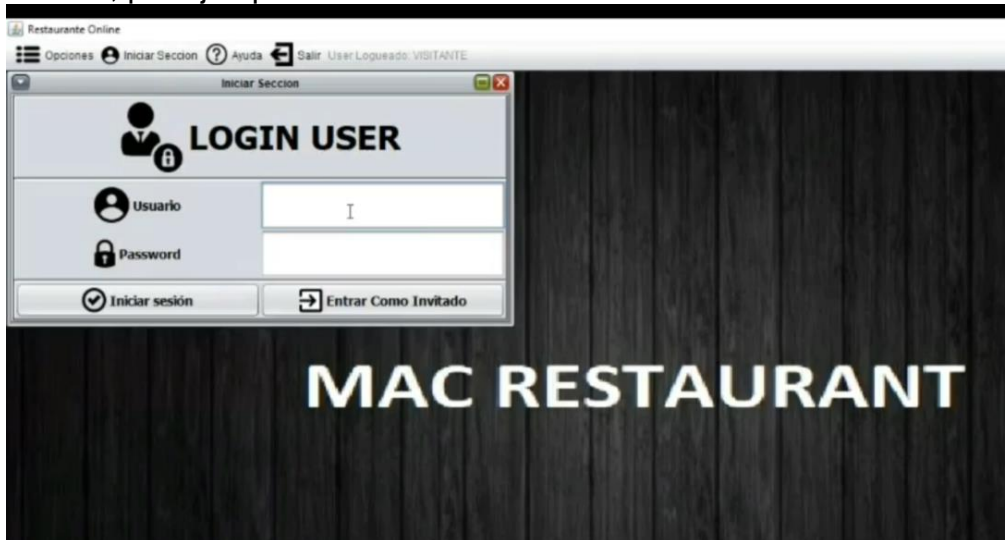 Restaurante Online
Opciones Iniciar Seccion Ayuda Salir User Logueado: VISITANTE
Iniciar Seccion
LOGIN USER
Usuario
Password
Iniciar sesión Entrar Como Invitado
MAC RESTAURANT